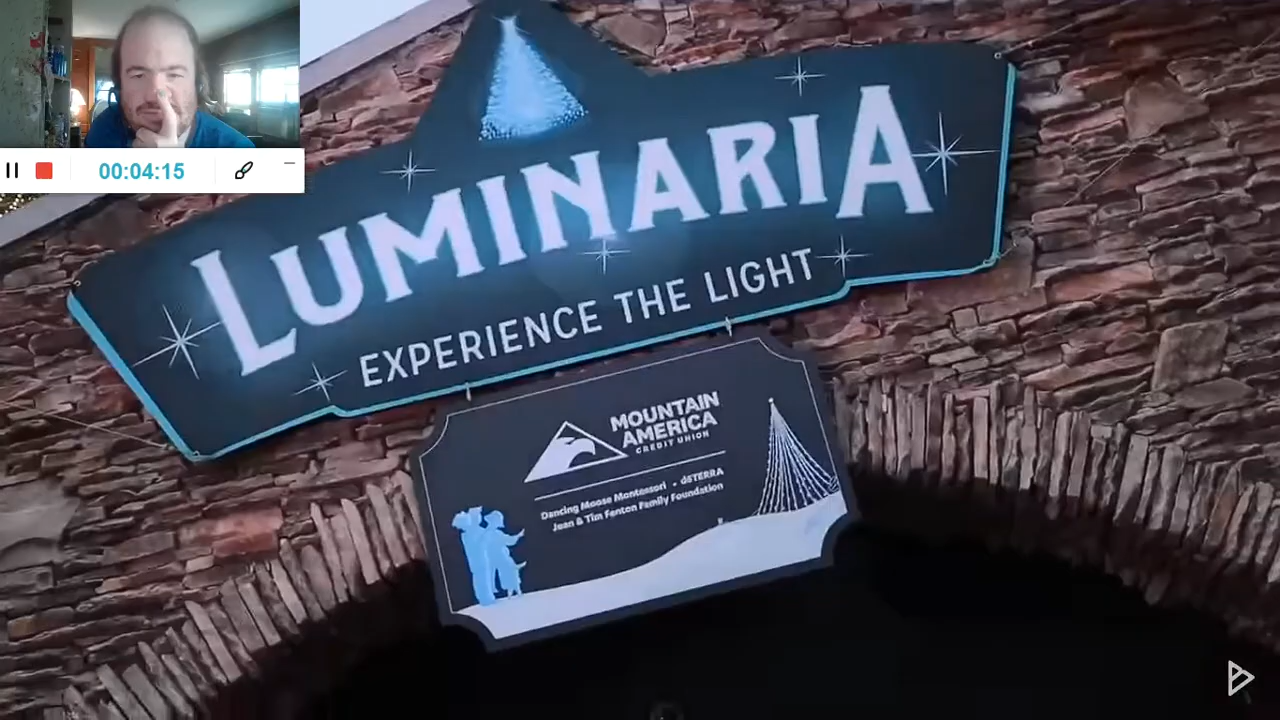 00:04:15
LUMINARIA
EXPERIENCE THE LIGHT
MOUNTAIN
AMERICA
CREDIT UNION
Dancing Moose Montessori • dōTERRA
Jean & Tim Fenton Family Foundation